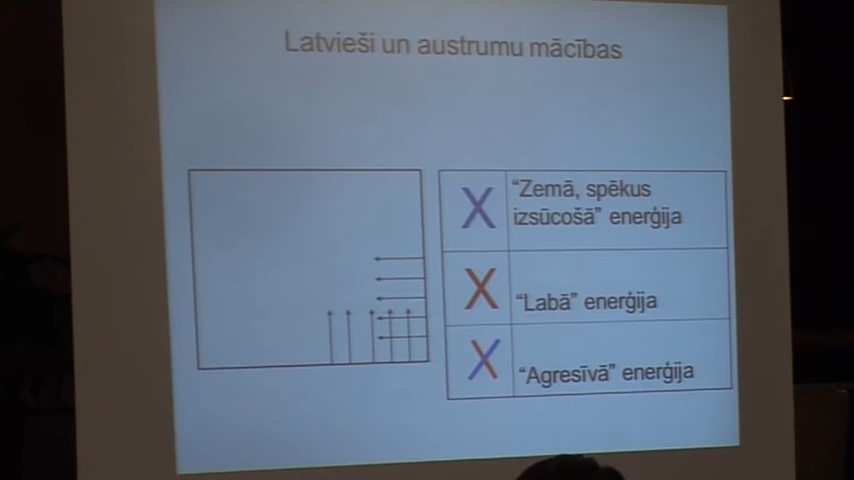 Latvieši un austrumu mācības
X
“Zemā, spēkus
izsūcošā” enerģija
X
“Labā” enerģija
X
“Agresīvā” enerģija